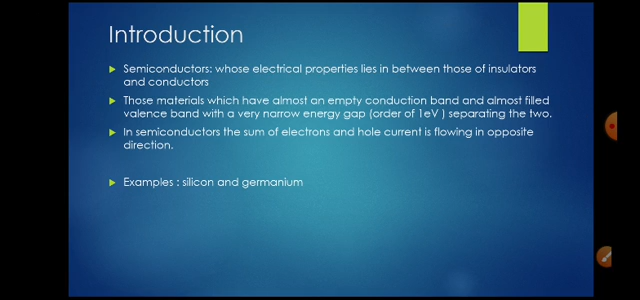 Introduction
Semiconductors: whose electrical properties lies in between those of insulators
and conductors
Those materials which have almost an empty conduction band and almost filled
valence band with a very narrow energy gap (order of 1eV ) separating the two.
In semiconductors the sum of electrons and hole current is flowing in opposite
direction.
Examples : silicon and germanium